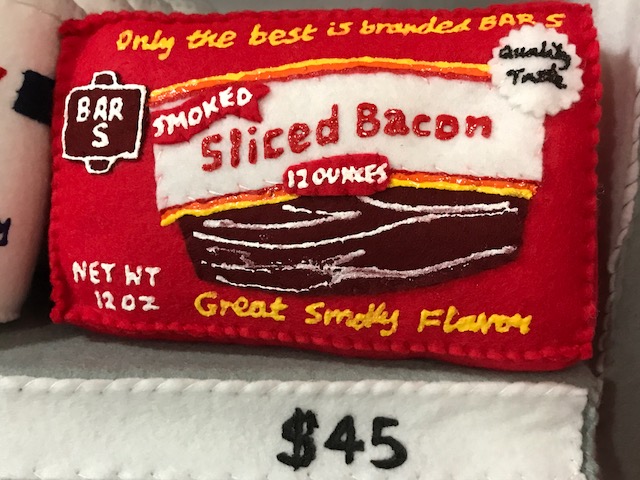 Only the best is branded BAR S
Quality
Taste
BAR
S
SMOKED
Sliced Bacon
12 OUNCES
NET WT
12 OZ
Great Smoky Flavor
$45